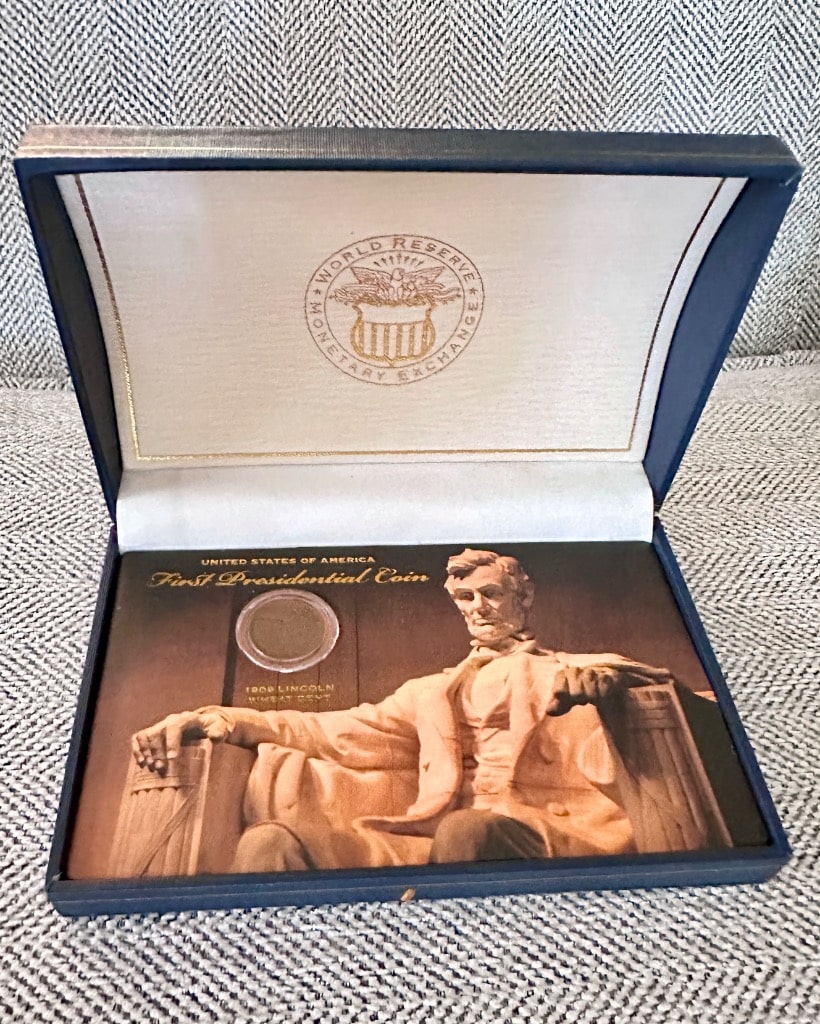 WORLD RESERVE
MONETARY EXCHANGE
UNITED STATES OF AMERICA
First Presidential Coin
1909 LINCOLN
WHEAT CENT